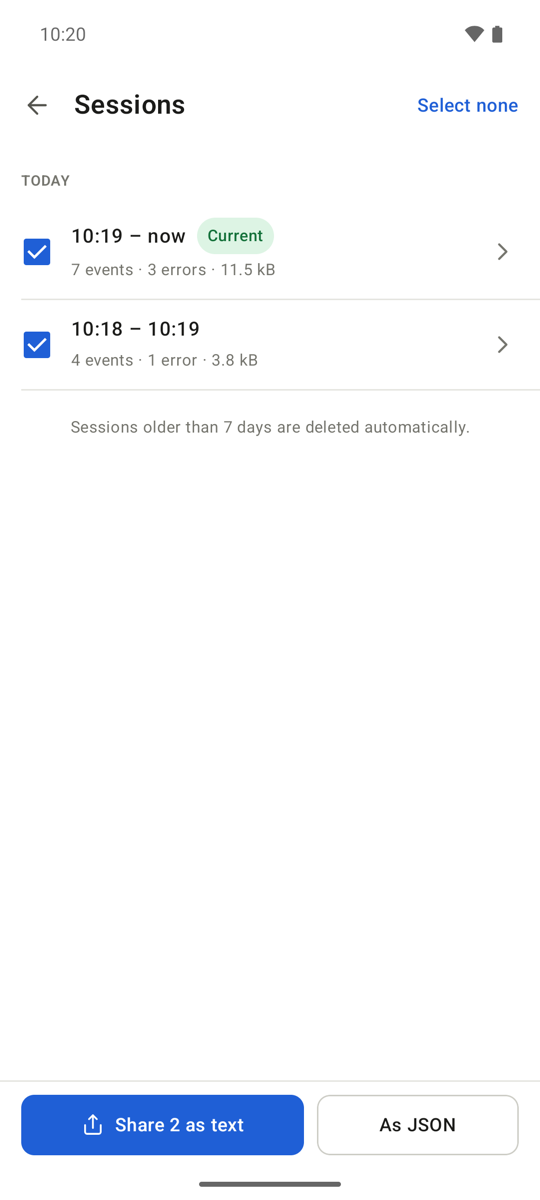 10:20
Sessions
Select none
TODAY
10:19 – now
Current
7 events · 3 errors · 11.5 kB
10:18 – 10:19
4 events · 1 error · 3.8 kB
Sessions older than 7 days are deleted automatically.
Share 2 as text
As JSON